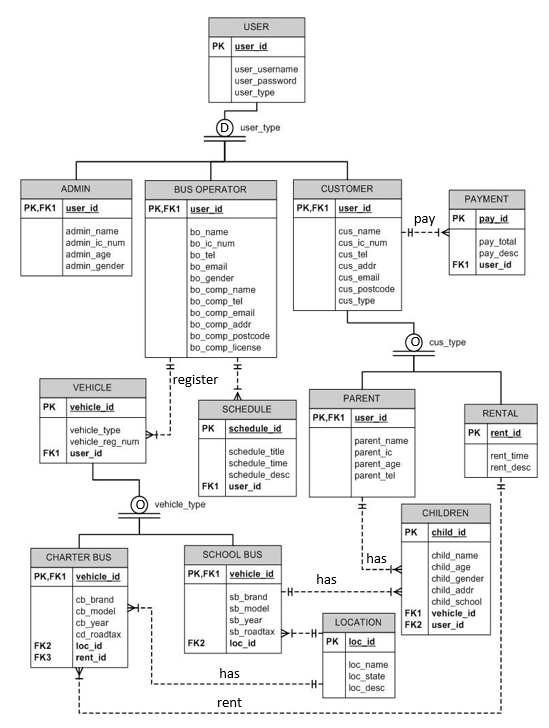 USER
PK user_id
user_username
user_password
user_type
D user_type
ADMIN
PK,FK1 user_id
admin_name
admin_ic_num
admin_age
admin_gender
BUS OPERATOR
PK,FK1 user_id
bo_name
bo_ic_num
bo_tel
bo_email
bo_gender
bo_comp_name
bo_comp_tel
bo_comp_email
bo_comp_addr
bo_comp_postcode
bo_comp_license
CUSTOMER
PK,FK1 user_id
cus_name
cus_ic_num
cus_tel
cus_addr
cus_email
cus_postcode
cus_type
pay
PAYMENT
PK pay_id
pay_total
pay_desc
FK1 user_id
O cus_type
register
VEHICLE
PK vehicle_id
vehicle_type
vehicle_reg_num
FK1 user_id
SCHEDULE
PK schedule_id
schedule_title
schedule_time
schedule_desc
FK1 user_id
PARENT
PK,FK1 user_id
parent_name
parent_ic
parent_age
parent_tel
RENTAL
PK rent_id
rent_time
rent_desc
O vehicle_type
CHILDREN
PK child_id
child_name
child_age
child_gender
child_addr
child_school
FK1 vehicle_id
FK2 user_id
has
CHARTER BUS
PK,FK1 vehicle_id
cb_brand
cb_model
cb_year
cd_roadtax
FK2 loc_id
FK3 rent_id
SCHOOL BUS
PK,FK1 vehicle_id
sb_brand
sb_model
sb_year
sb_roadtax
FK2 loc_id
has
LOCATION
PK loc_id
loc_name
loc_state
loc_desc
has
rent